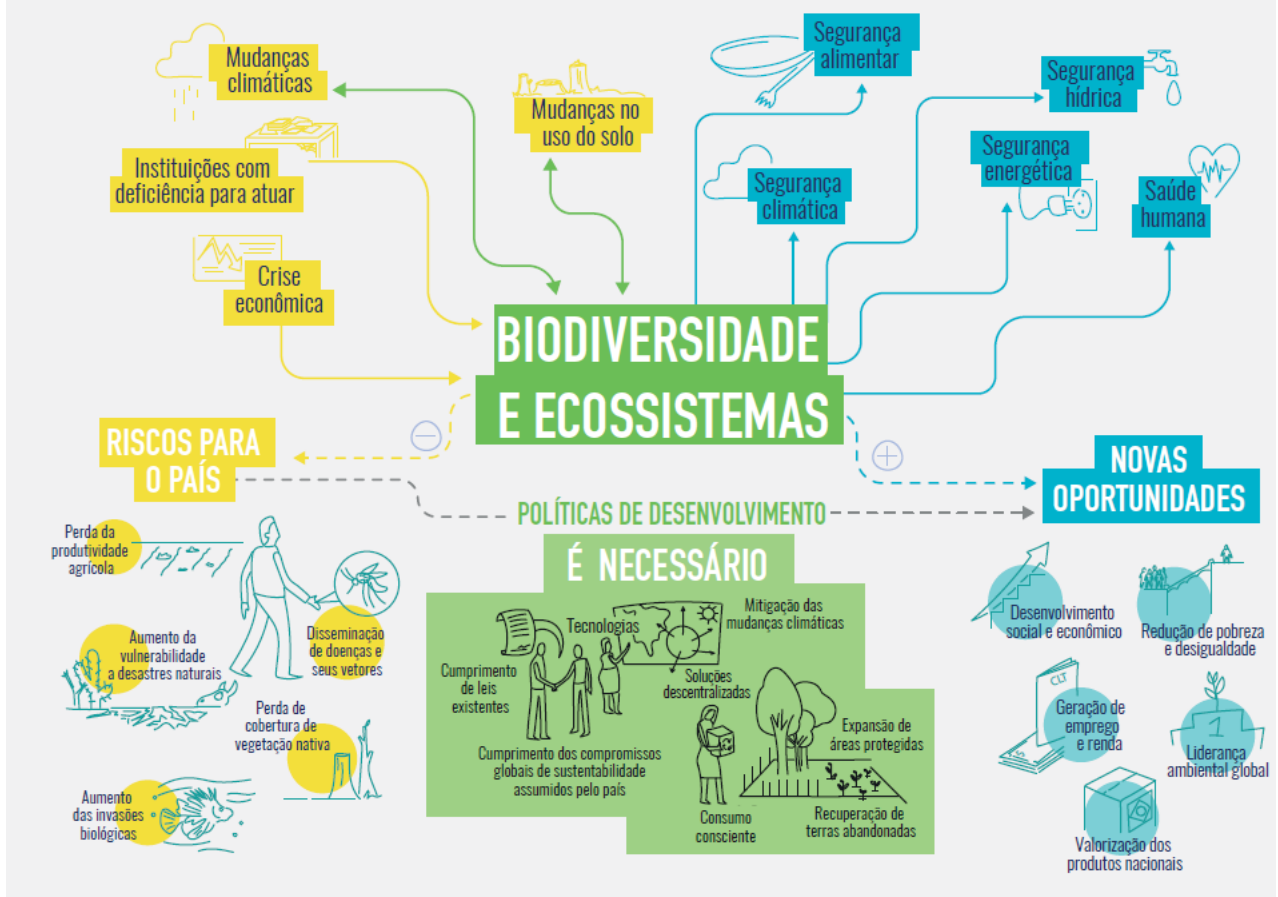 Mudanças
climáticas
Instituições com
deficiência para atuar
Crise
econômica
Mudanças no
uso do solo
Segurança
alimentar
Segurança
climática
Segurança
hídrica
Segurança
energética
Saúde
humana
BIODIVERSIDADE
E ECOSSISTEMAS
RISCOS PARA
O PAÍS
Perda da
produtividade
agrícola
Disseminação
de doenças e
seus vetores
Aumento da
vulnerabilidade
a desastres naturais
Perda de
cobertura de
vegetação nativa
Aumento
das invasões
biológicas
POLÍTICAS DE DESENVOLVIMENTO
É NECESSÁRIO
Cumprimento
de leis
existentes
Tecnologias
Mitigação das
mudanças climáticas
Soluções
descentralizadas
Cumprimento dos compromissos
globais de sustentabilidade
assumidos pelo país
Consumo
consciente
Expansão de
áreas protegidas
Recuperação de
terras abandonadas
NOVAS
OPORTUNIDADES
Desenvolvimento
social e econômico
Redução de pobreza
e desigualdade
CLT
Geração de
emprego
e renda
1
Liderança
ambiental global
Valorização dos
produtos nacionais